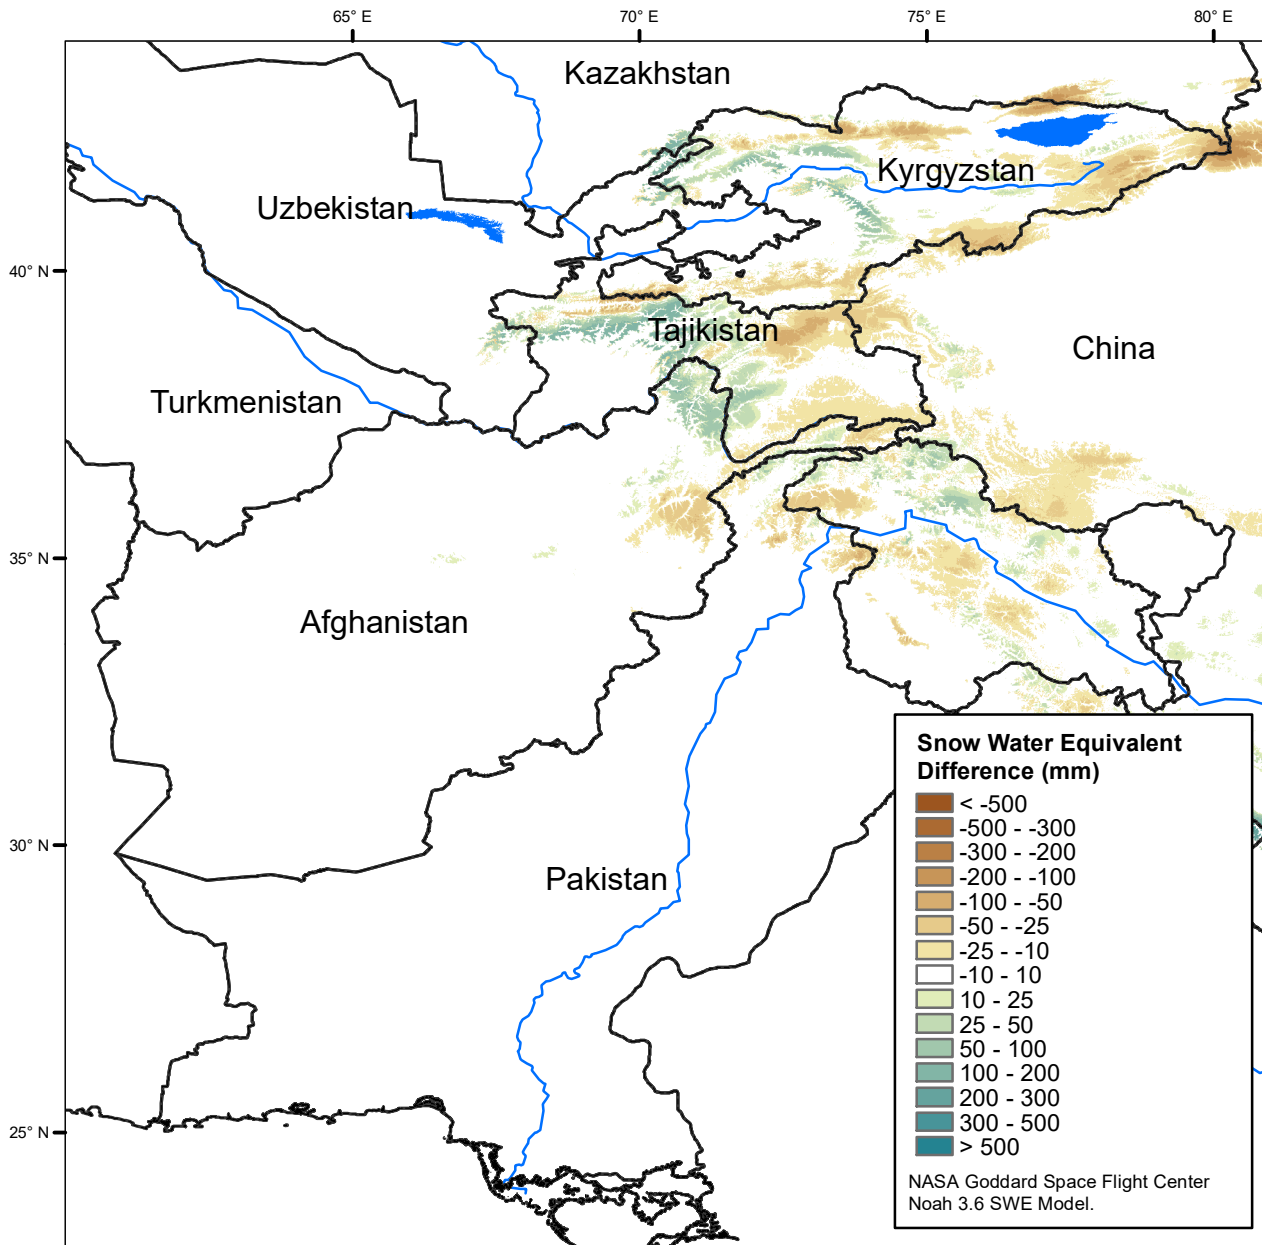 65° E
70° E
75° E
80° E
Kazakhstan
Kyrgyzstan
Uzbekistan
40° N
Tajikistan
China
Turkmenistan
35° N
Afghanistan
Snow Water Equivalent
Difference (mm)
< -500
-500 - -300
-300 - -200
-200 - -100
-100 - -50
-50 - -25
-25 - -10
-10 - 10
10 - 25
25 - 50
50 - 100
100 - 200
200 - 300
300 - 500
> 500
NASA Goddard Space Flight Center
Noah 3.6 SWE Model.
30° N
Pakistan
25° N